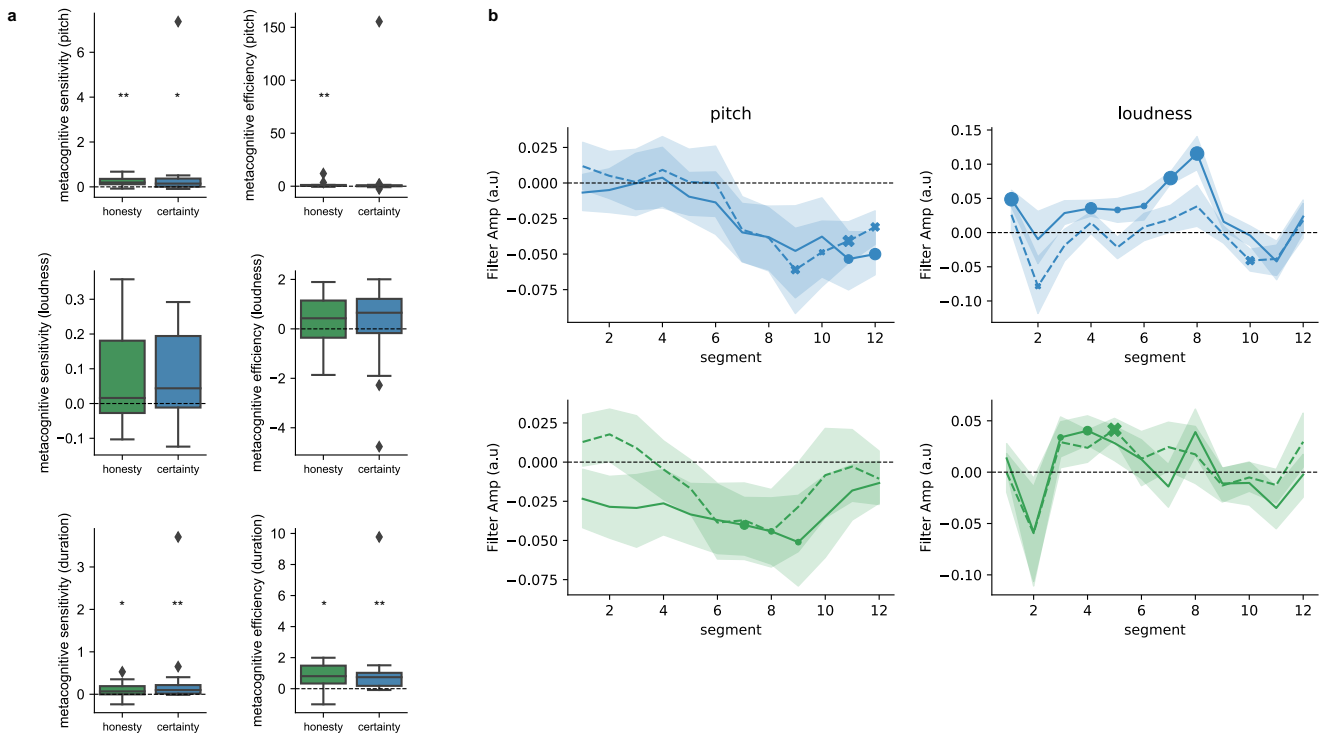 a
metacognitive sensitivity (pitch)
6
4
2
0
**
*
honesty
certainty
metacognitive efficiency (pitch)
150
100
50
0
**
honesty
certainty
metacognitive sensitivity (loudness)
0.3
0.2
0.1
0.0
−0.1
honesty
certainty
metacognitive efficiency (loudness)
2
0
−2
−4
honesty
certainty
metacognitive sensitivity (duration)
3
2
1
0
*
**
honesty
certainty
metacognitive efficiency (duration)
10
8
6
4
2
0
*
**
honesty
certainty
b
pitch
Filter Amp (a.u)
0.025
0.000
−0.025
−0.050
−0.075
2 4 6 8 10 12
segment
loudness
Filter Amp (a.u)
0.15
0.10
0.05
0.00
−0.05
−0.10
2 4 6 8 10 12
segment
Filter Amp (a.u)
0.025
0.000
−0.025
−0.050
−0.075
2 4 6 8 10 12
segment
Filter Amp (a.u)
0.05
0.00
−0.05
−0.10
2 4 6 8 10 12
segment